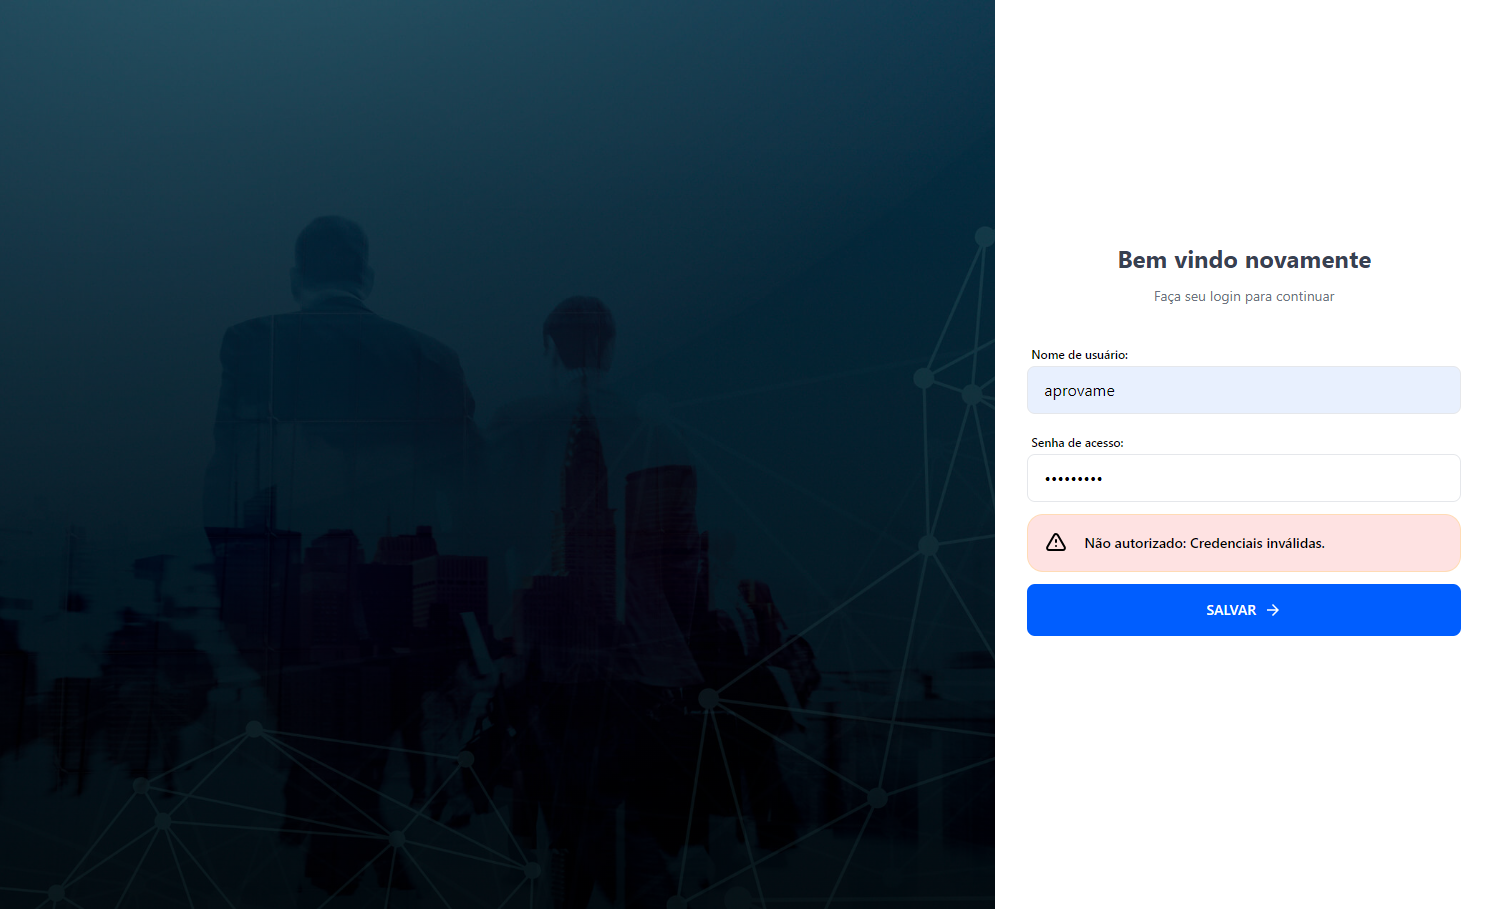 Bem vindo novamente
Faça seu login para continuar
Nome de usuário:
aprovame
Senha de acesso:
•••••••••
Não autorizado: Credenciais inválidas.
SALVAR →